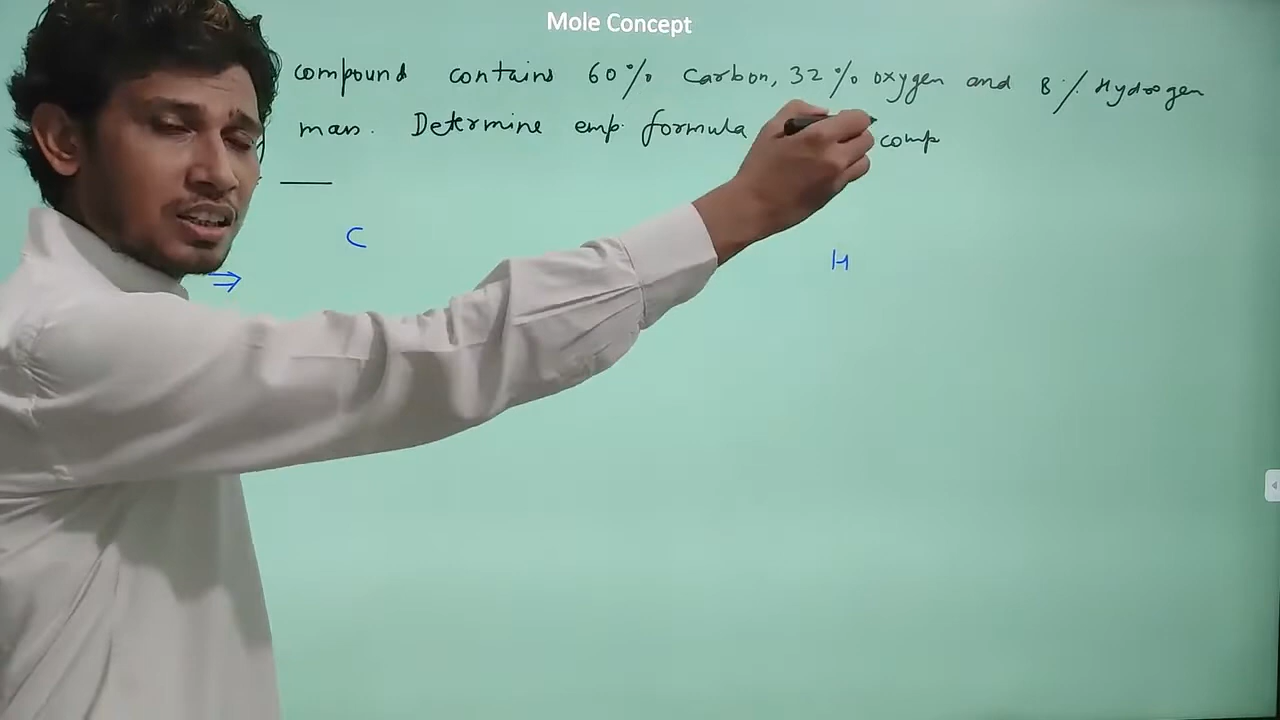 Mole Concept
compound contains 60% carbon, 32% oxygen and 8% Hydrogen
mass. Determine emp. formula comp
C
H
⇒